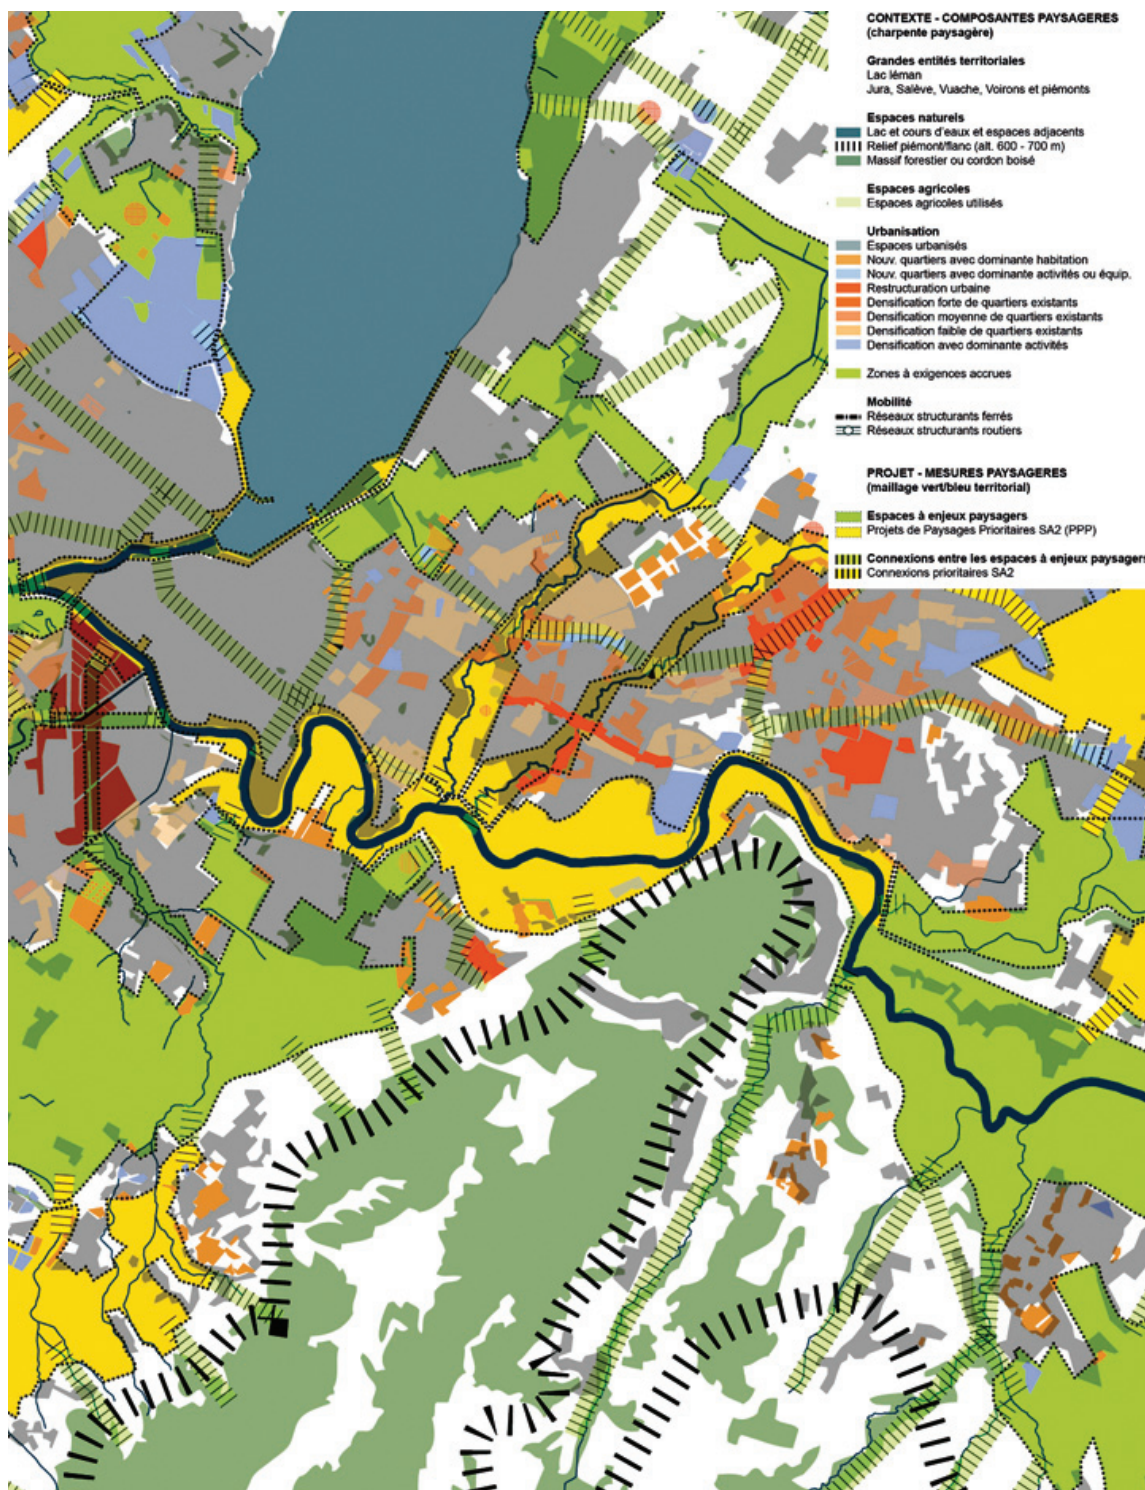 CONTEXTE - COMPOSANTES PAYSAGERES
(charpente paysagère)
Grandes entités territoriales
Lac léman
Jura, Salève, Vuache, Voirons et piémonts
Espaces naturels
Lac et cours d'eaux et espaces adjacents
Relief piémont/flanc (alt. 600 - 700 m)
Massif forestier ou cordon boisé
Espaces agricoles
Espaces agricoles utilisés
Urbanisation
Espaces urbanisés
Nouv. quartiers avec dominante habitation
Nouv. quartiers avec dominante activités ou équip.
Restructuration urbaine
Densification forte de quartiers existants
Densification moyenne de quartiers existants
Densification faible de quartiers existants
Densification avec dominante activités
Zones à exigences accrues
Mobilité
Réseaux structurants ferrés
Réseaux structurants routiers
PROJET - MESURES PAYSAGERES
(maillage vert/bleu territorial)
Espaces à enjeux paysagers
Projets de Paysages Prioritaires SA2 (PPP)
Connexions entre les espaces à enjeux paysagers
Connexions prioritaires SA2